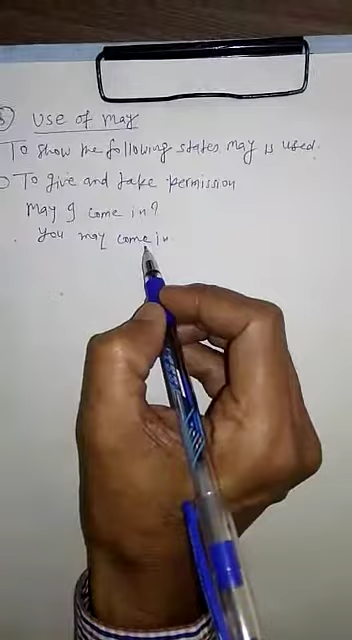 Use of may
To show the following states may is used.
To give and take permission
May I come in?
You may come in